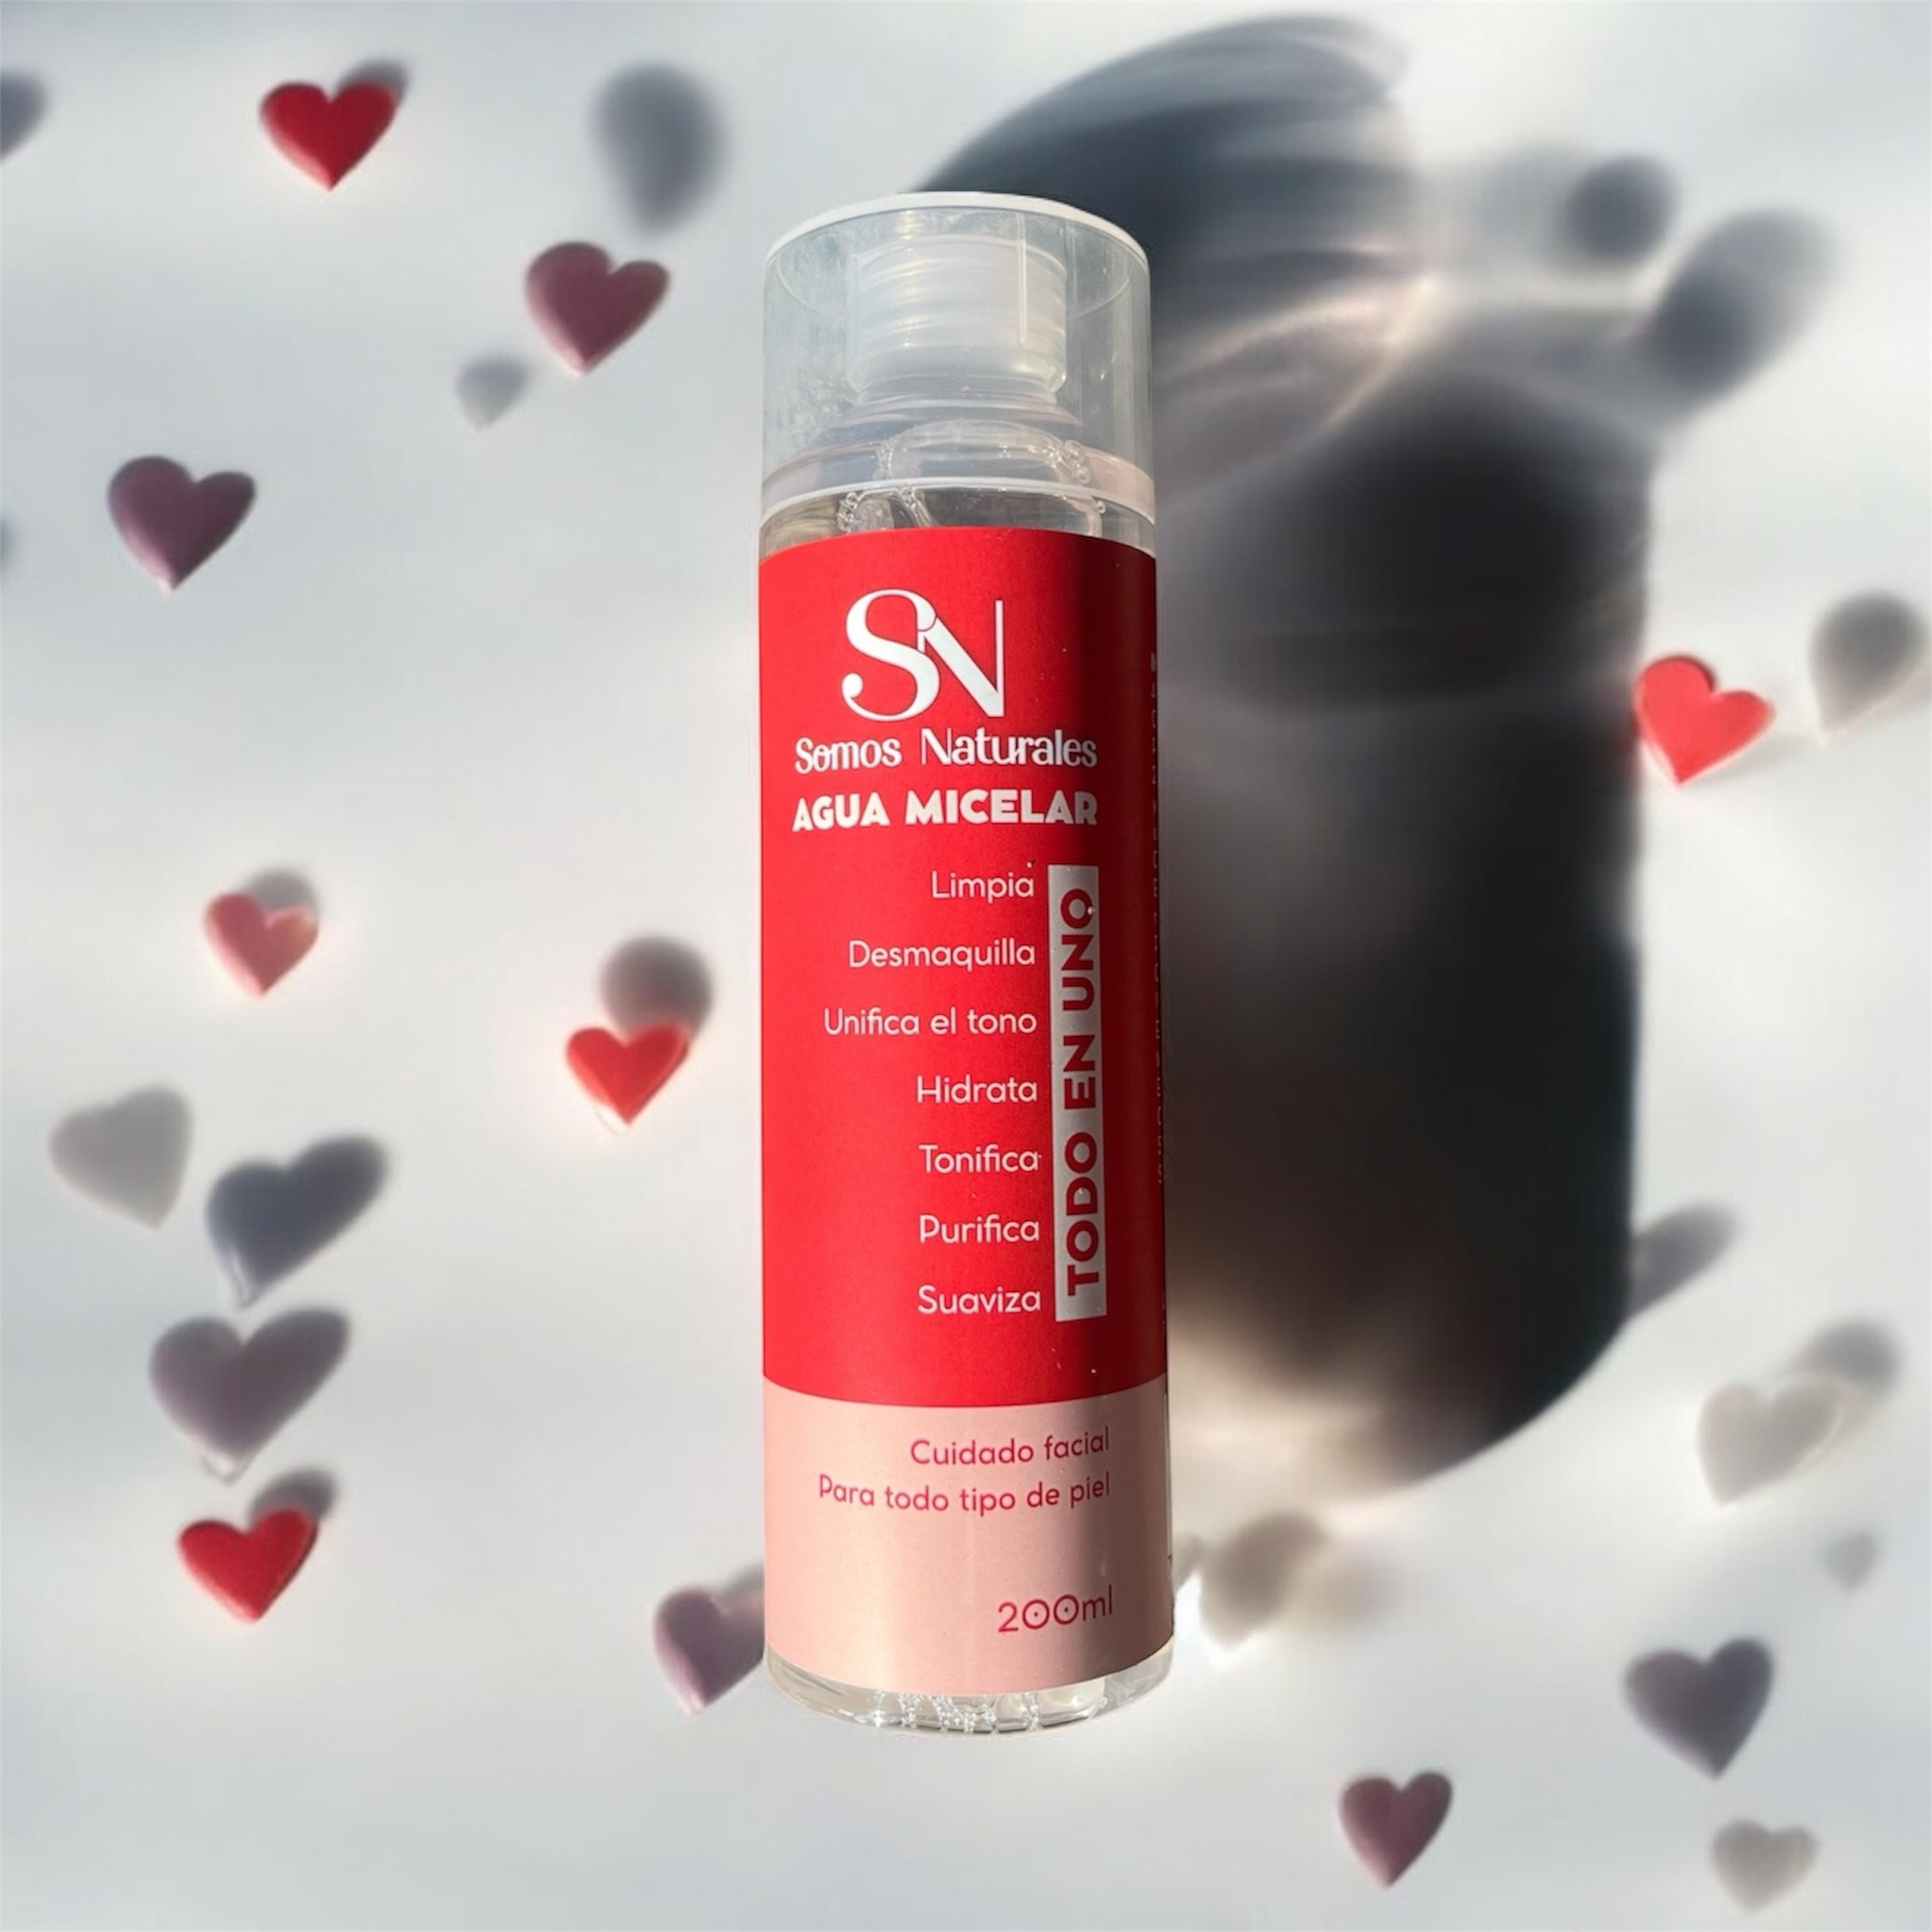 SN
Somos Naturales
AGUA MICELAR
Limpia
Desmaquilla
Unifica el tono
Hidrata
Tonifica
Purifica
Suaviza
TODO EN UNO
Cuidado facial
Para todo tipo de piel
200ml